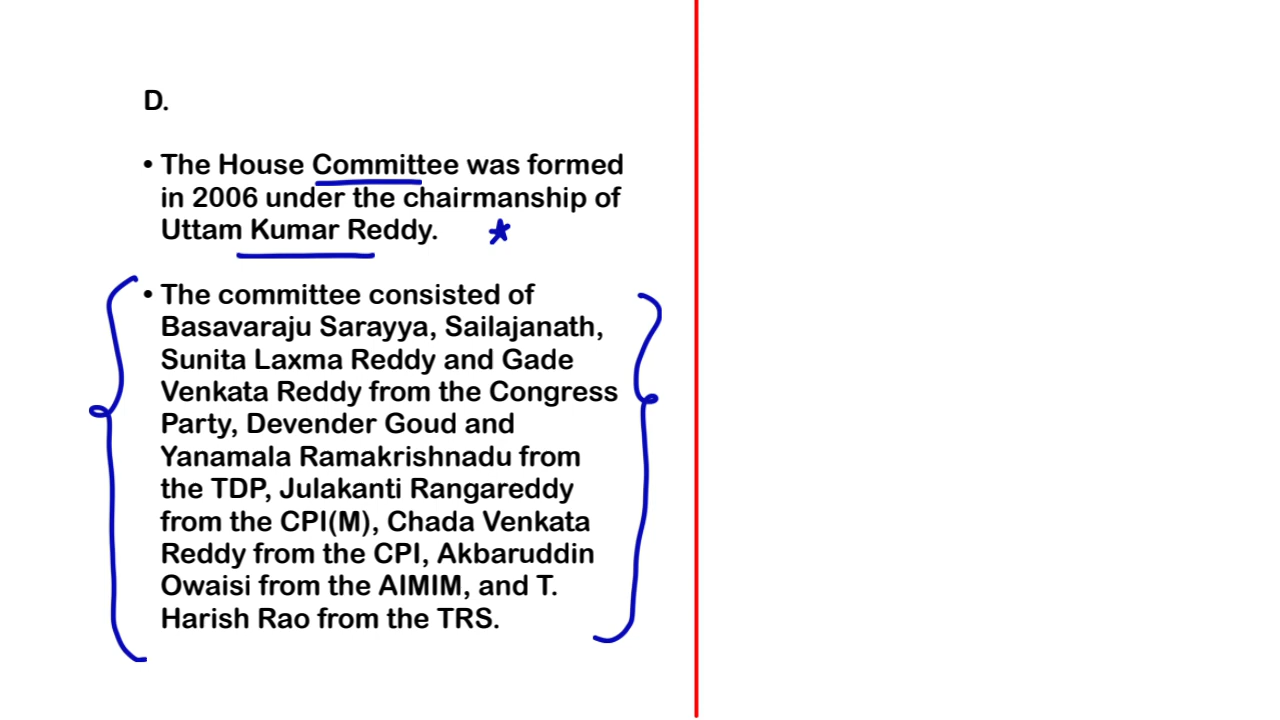 D.
• The House Committee was formed
in 2006 under the chairmanship of
Uttam Kumar Reddy.
• The committee consisted of
Basavaraju Sarayya, Sailajanath,
Sunita Laxma Reddy and Gade
Venkata Reddy from the Congress
Party, Devender Goud and
Yanamala Ramakrishnadu from
the TDP, Julakanti Rangareddy
from the CPI(M), Chada Venkata
Reddy from the CPI, Akbaruddin
Owaisi from the AIMIM, and T.
Harish Rao from the TRS.